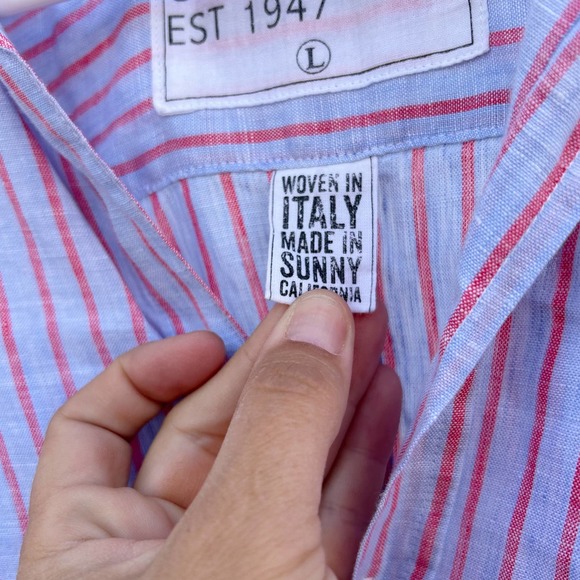 EST 1947
L
WOVEN IN
ITALY
MADE IN
SUNNY
CALIFORNIA